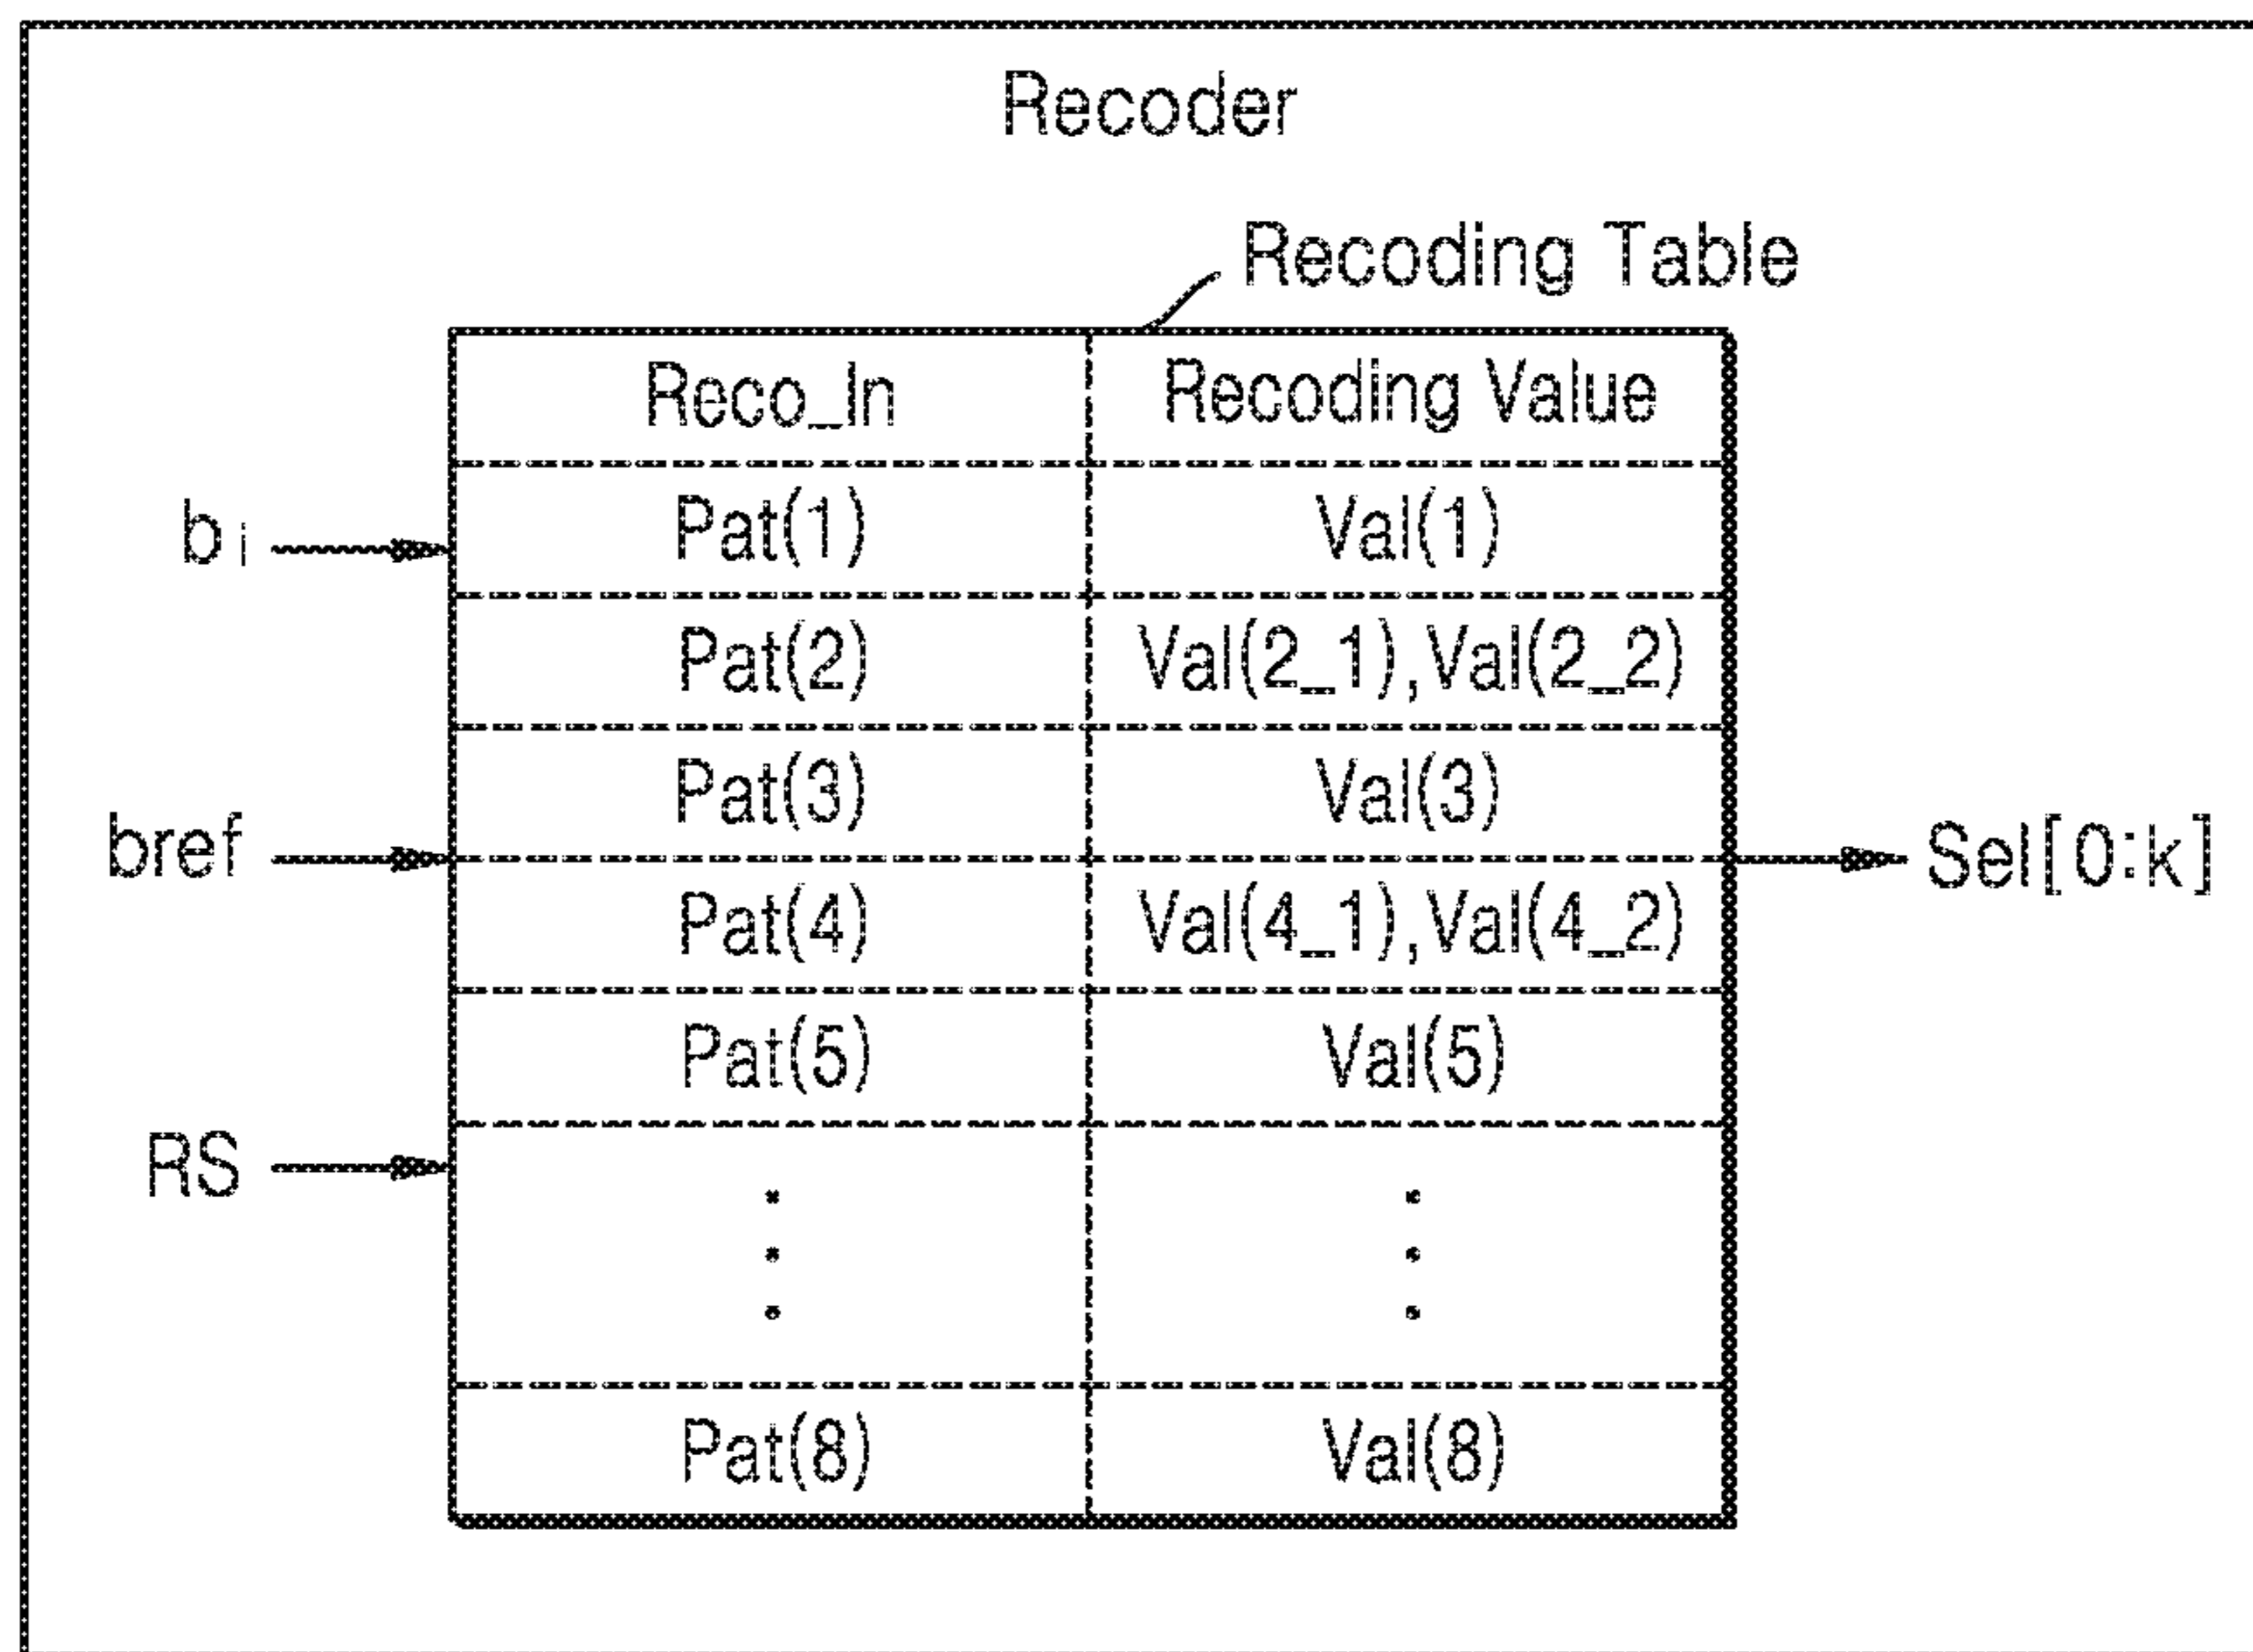 Recoder
Recoding Table
Reco_In Recoding Value
bi Pat(1) Val(1)
Pat(2) Val(2_1),Val(2_2)
Pat(3) Val(3)
bref Sel[0:k]
Pat(4) Val(4_1),Val(4_2)
Pat(5) Val(5)
RS
Pat(8) Val(8)